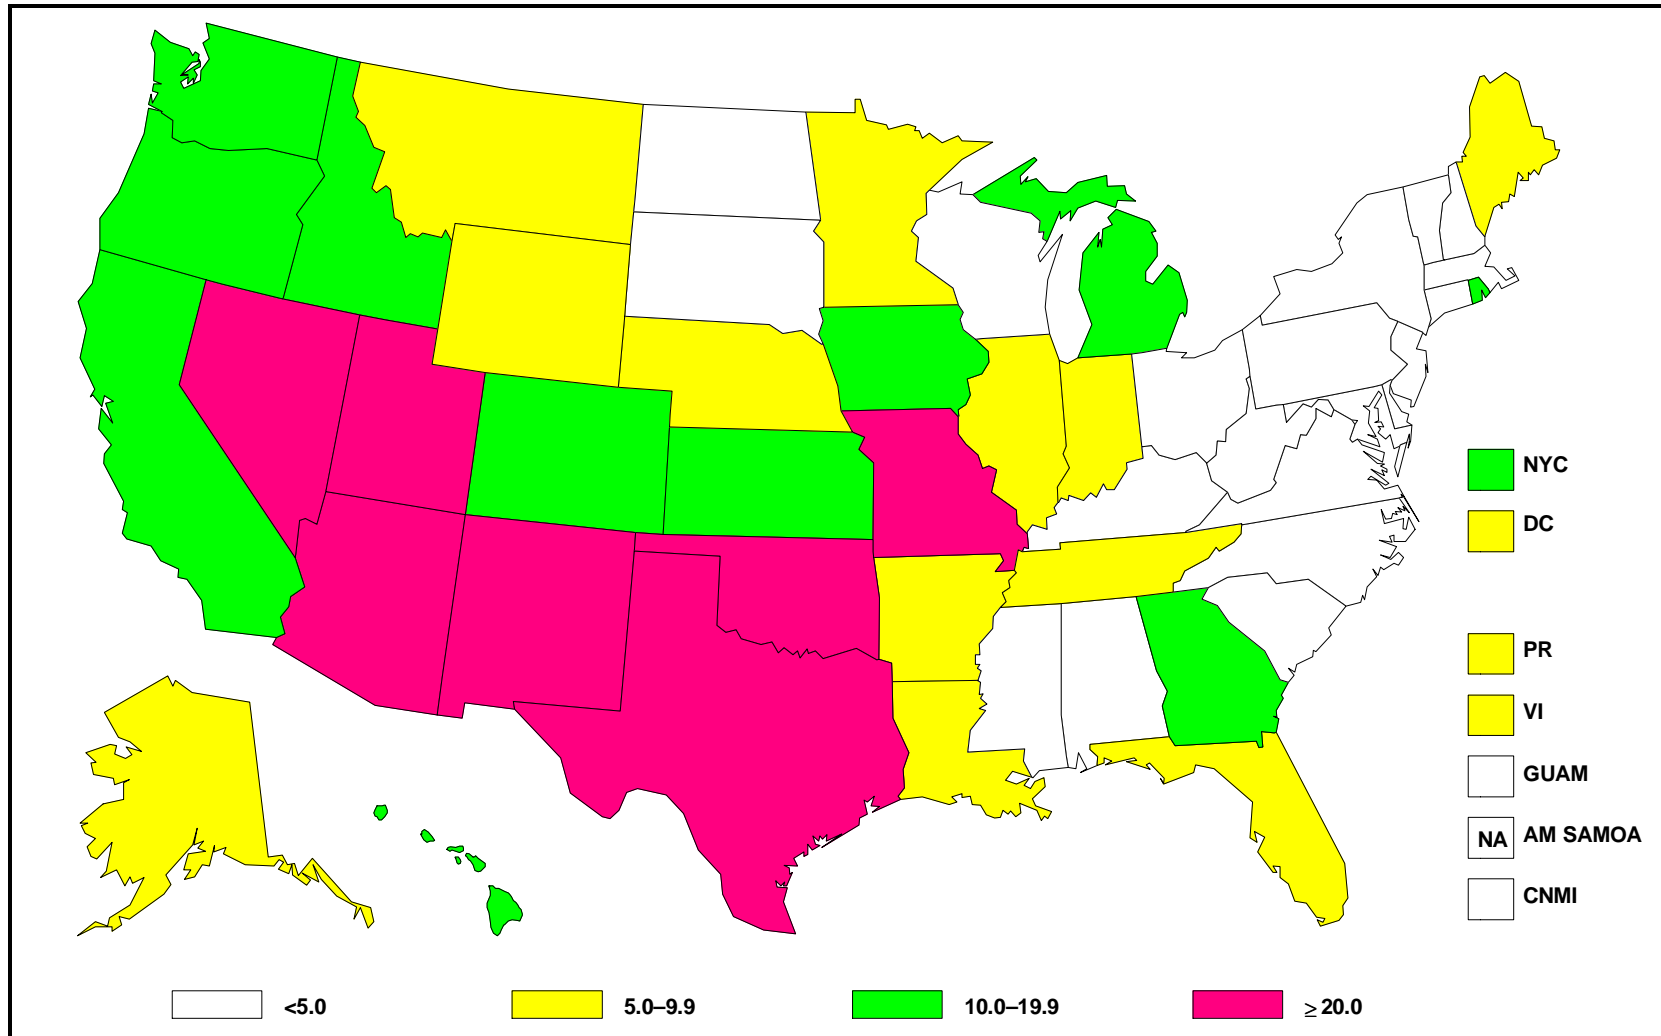 NYC
DC
PR
VI
GUAM
NA AM SAMOA
CNMI
<5.0 5.0–9.9 10.0–19.9 ≥ 20.0